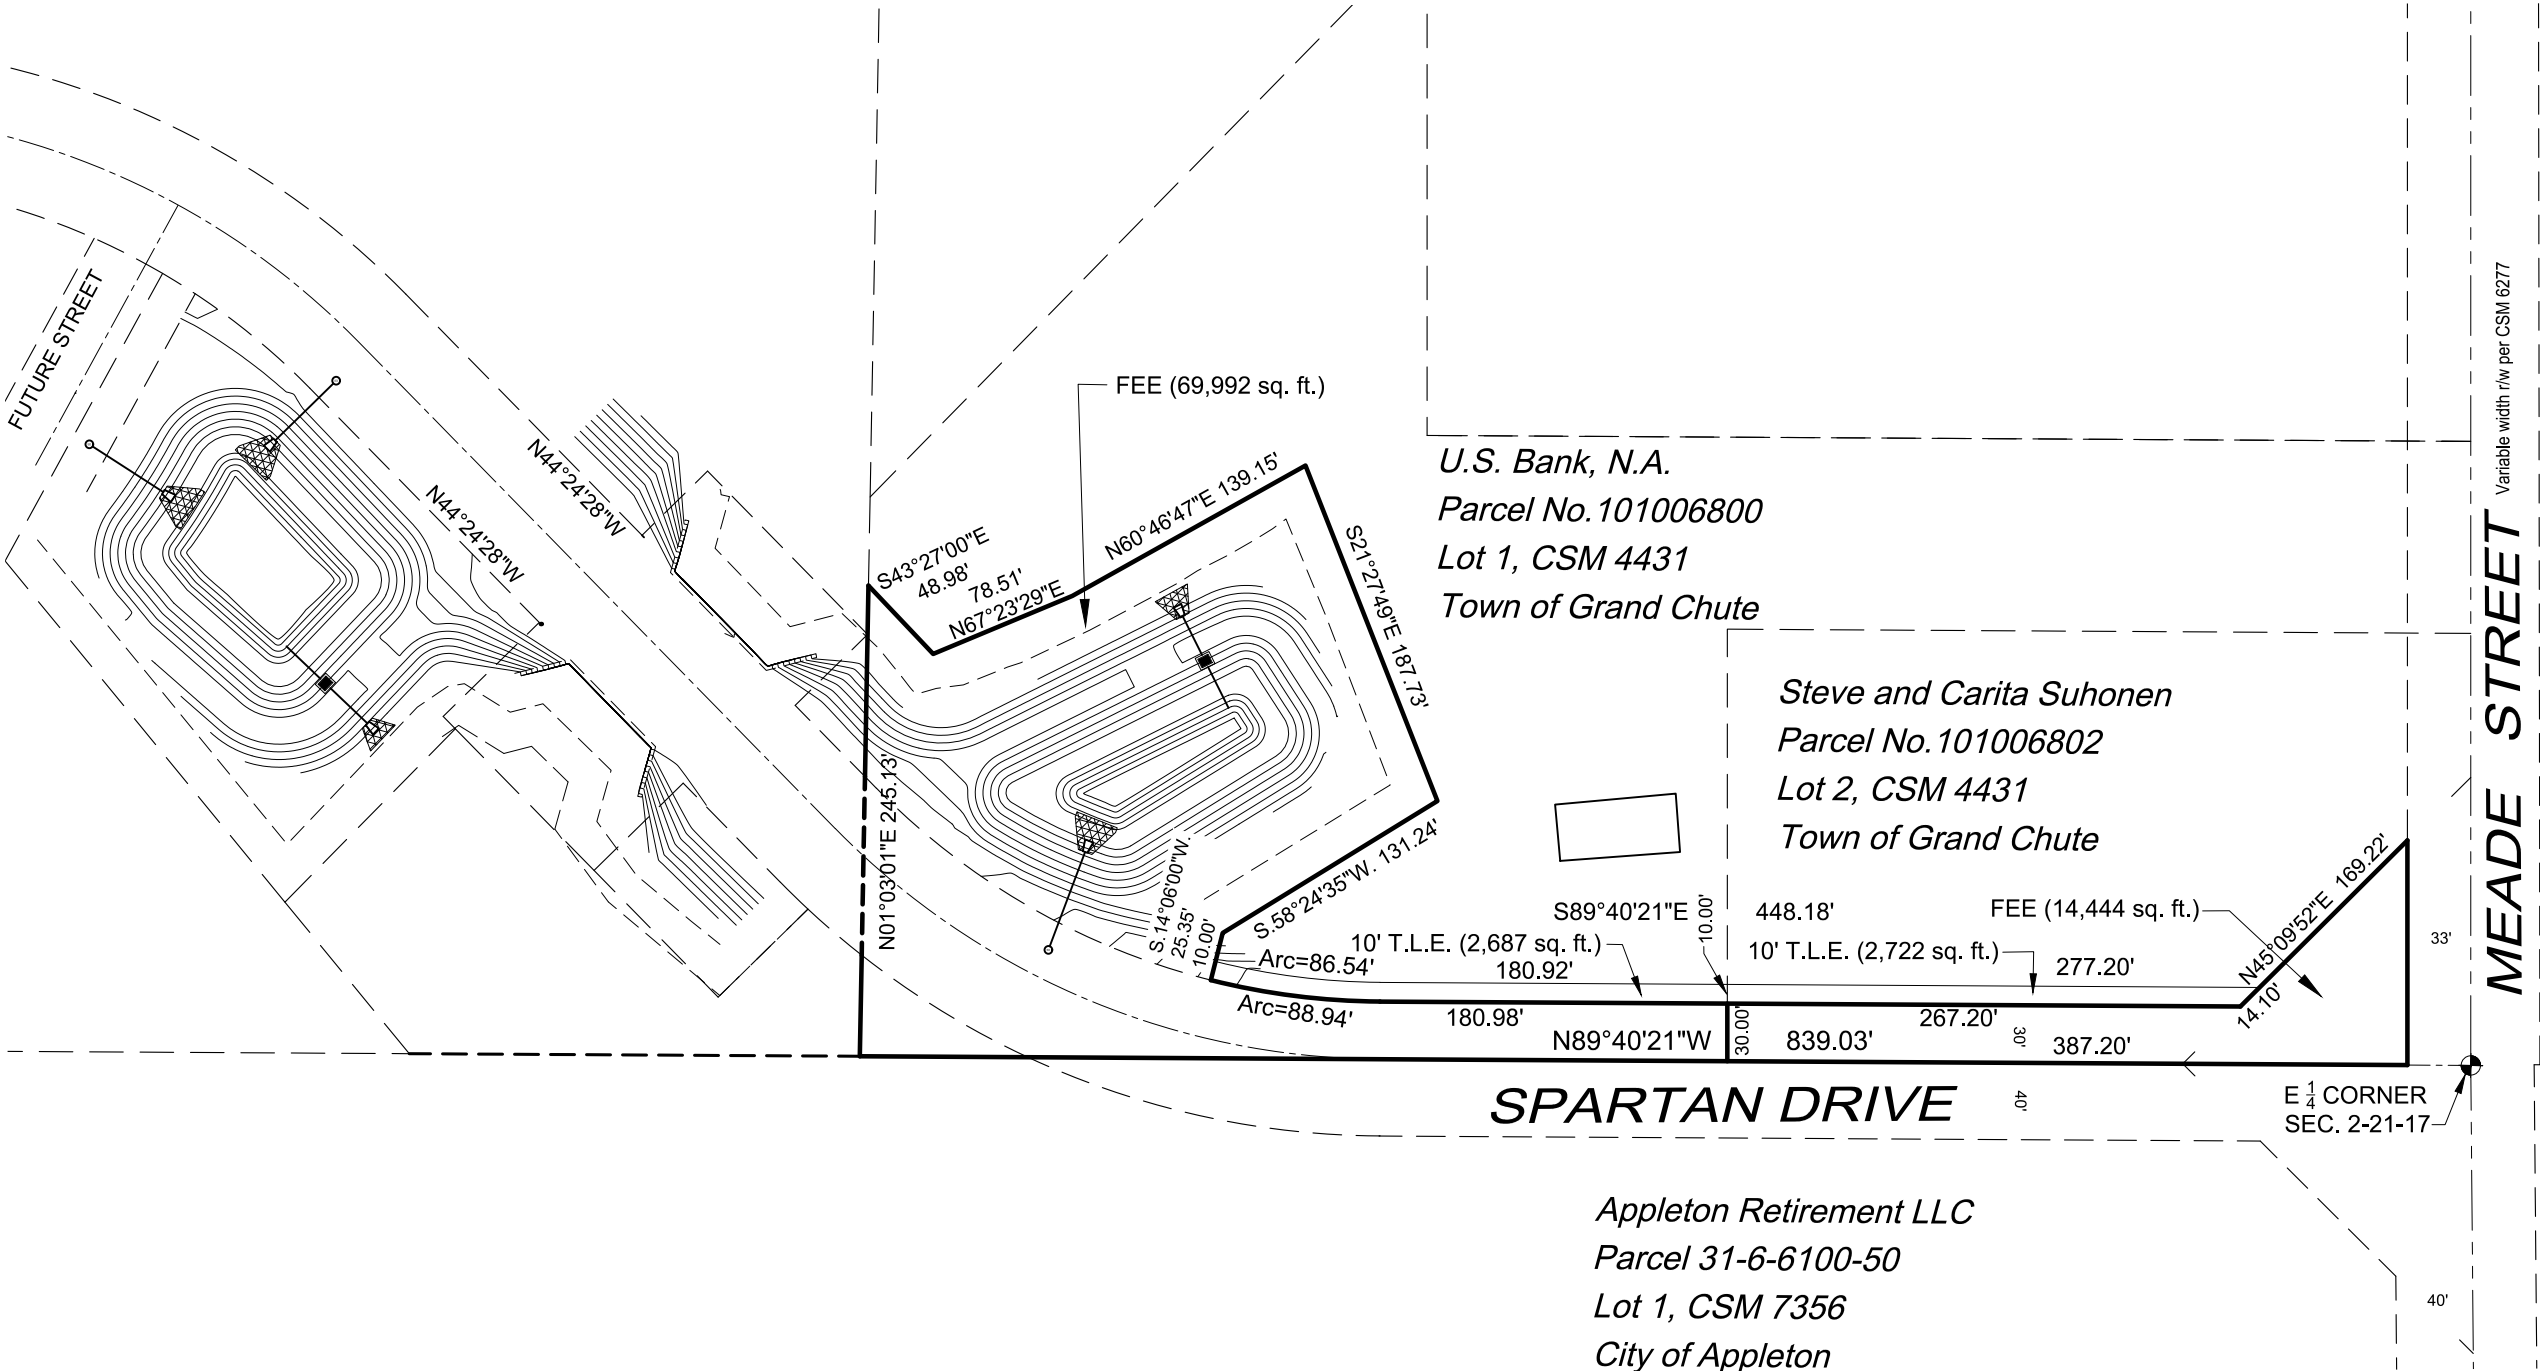 FUTURE STREET
N44°24'28"W
N44°24'28"W
FEE (69,992 sq. ft.)
S43°27'00"E
48.98'
78.51'
N67°23'29"E
N60°46'47"E 139.15'
S21°27'49"E 187.73'
N01°03'01"E 245.13'
S.14°06'00"W.
25.35'
10.00'
S.58°24'35"W. 131.24'
U.S. Bank, N.A.
Parcel No.101006800
Lot 1, CSM 4431
Town of Grand Chute
Steve and Carita Suhonen
Parcel No.101006802
Lot 2, CSM 4431
Town of Grand Chute
Variable width r/w per CSM 6277
MEADE STREET
S89°40'21"E
10.00'
448.18'
FEE (14,444 sq. ft.)
N45°09'52"E 169.22'
14.10'
33'
10' T.L.E. (2,687 sq. ft.)
10' T.L.E. (2,722 sq. ft.)
Arc=86.54'
180.92'
277.20'
Arc=88.94'
180.98'
267.20'
N89°40'21"W
30.00'
839.03'
30'
387.20'
SPARTAN DRIVE
40'
E 1/4 CORNER
SEC. 2-21-17
Appleton Retirement LLC
Parcel 31-6-6100-50
Lot 1, CSM 7356
City of Appleton
40'